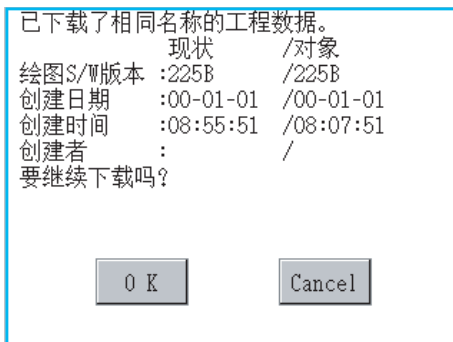 已下载了相同名称的工程数据。
现状 /对象
绘图S/W版本 :225B /225B
创建日期 :00-01-01 /00-01-01
创建时间 :08:55:51 /08:07:51
创建者 : /
要继续下载吗?
O K Cancel